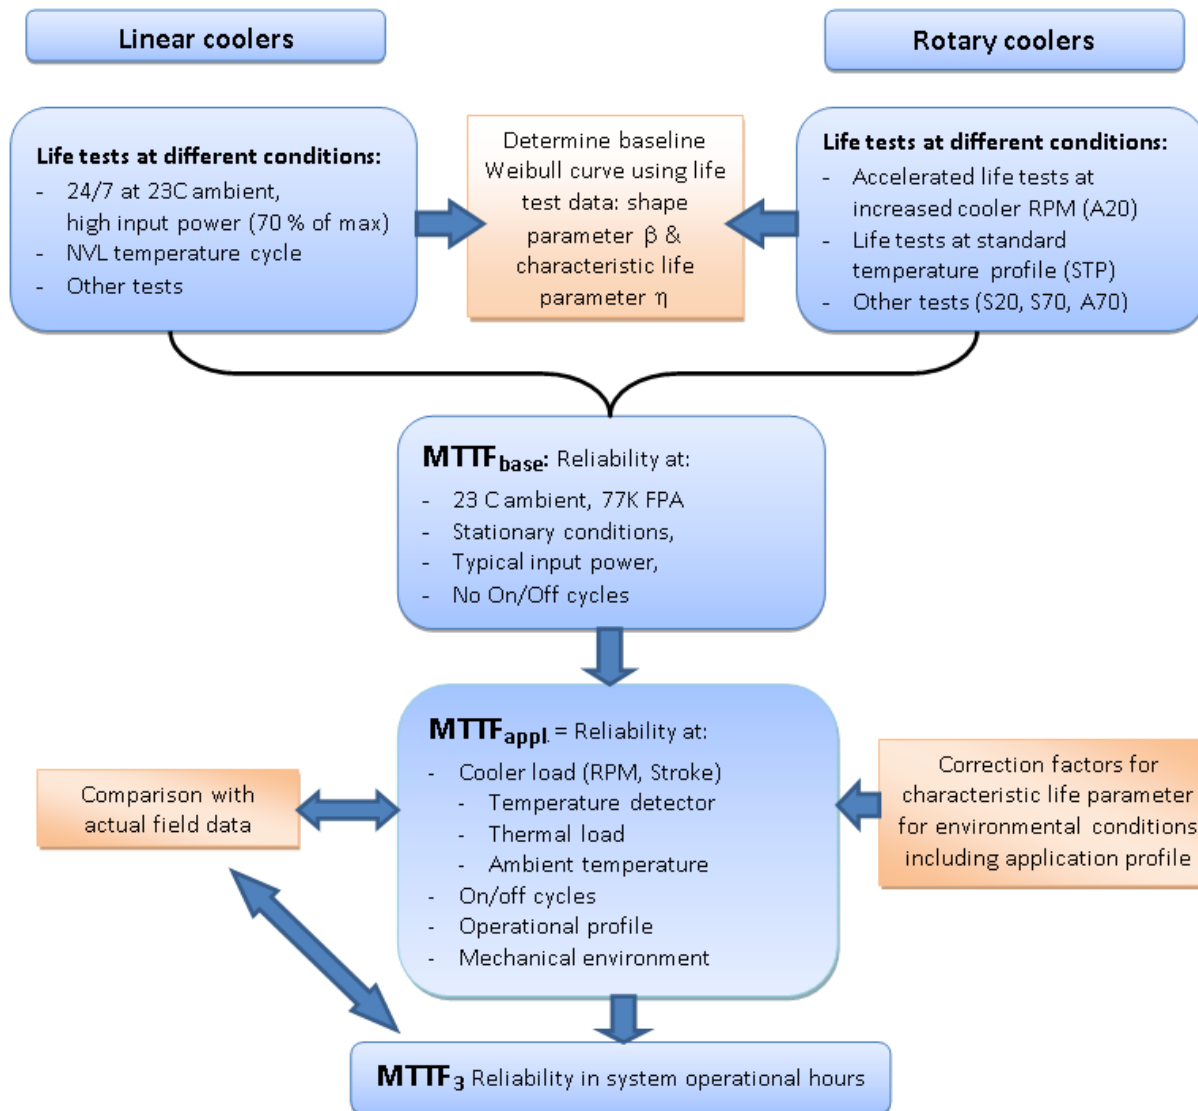 Linear coolers
Rotary coolers
Life tests at different conditions:
- 24/7 at 23C ambient,
high input power (70 % of max)
- NVL temperature cycle
- Other tests
Determine baseline
Weibull curve using life
test data: shape
parameter β &
characteristic life
parameter η
Life tests at different conditions:
- Accelerated life tests at
increased cooler RPM (A20)
- Life tests at standard
temperature profile (STP)
- Other tests (S20, S70, A70)
MTTFbase: Reliability at:
- 23 C ambient, 77K FPA
- Stationary conditions,
- Typical input power,
- No On/Off cycles
MTTFappl. = Reliability at:
- Cooler load (RPM, Stroke)
- Temperature detector
- Thermal load
- Ambient temperature
- On/off cycles
- Operational profile
- Mechanical environment
Comparison with
actual field data
Correction factors for
characteristic life parameter
for environmental conditions
including application profile
MTTF3 Reliability in system operational hours